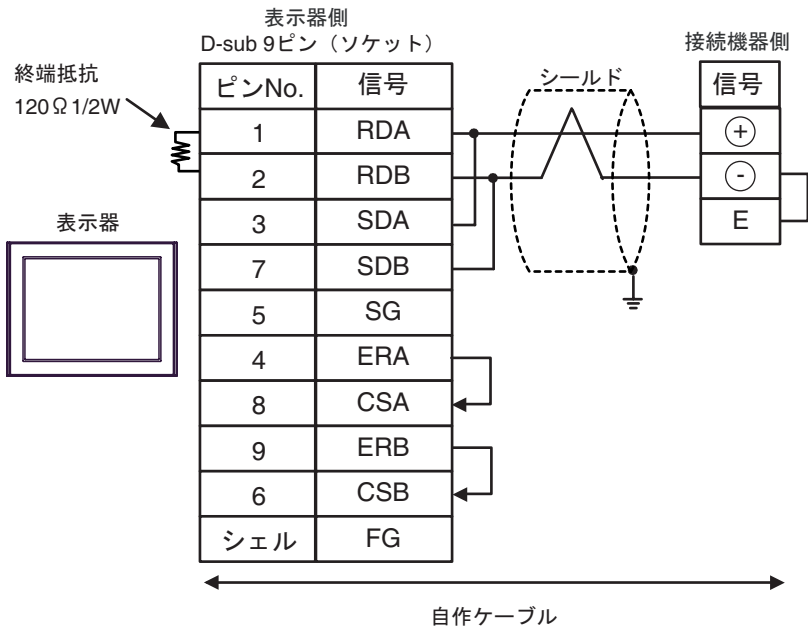 表示器側
D-sub 9ピン（ソケット）
接続機器側
終端抵抗
120Ω 1/2W
シールド
ピンNo. 信号
1 RDA
2 RDB
3 SDA
7 SDB
5 SG
4 ERA
8 CSA
9 ERB
6 CSB
シェル FG
信号
+
-
E
表示器
自作ケーブル